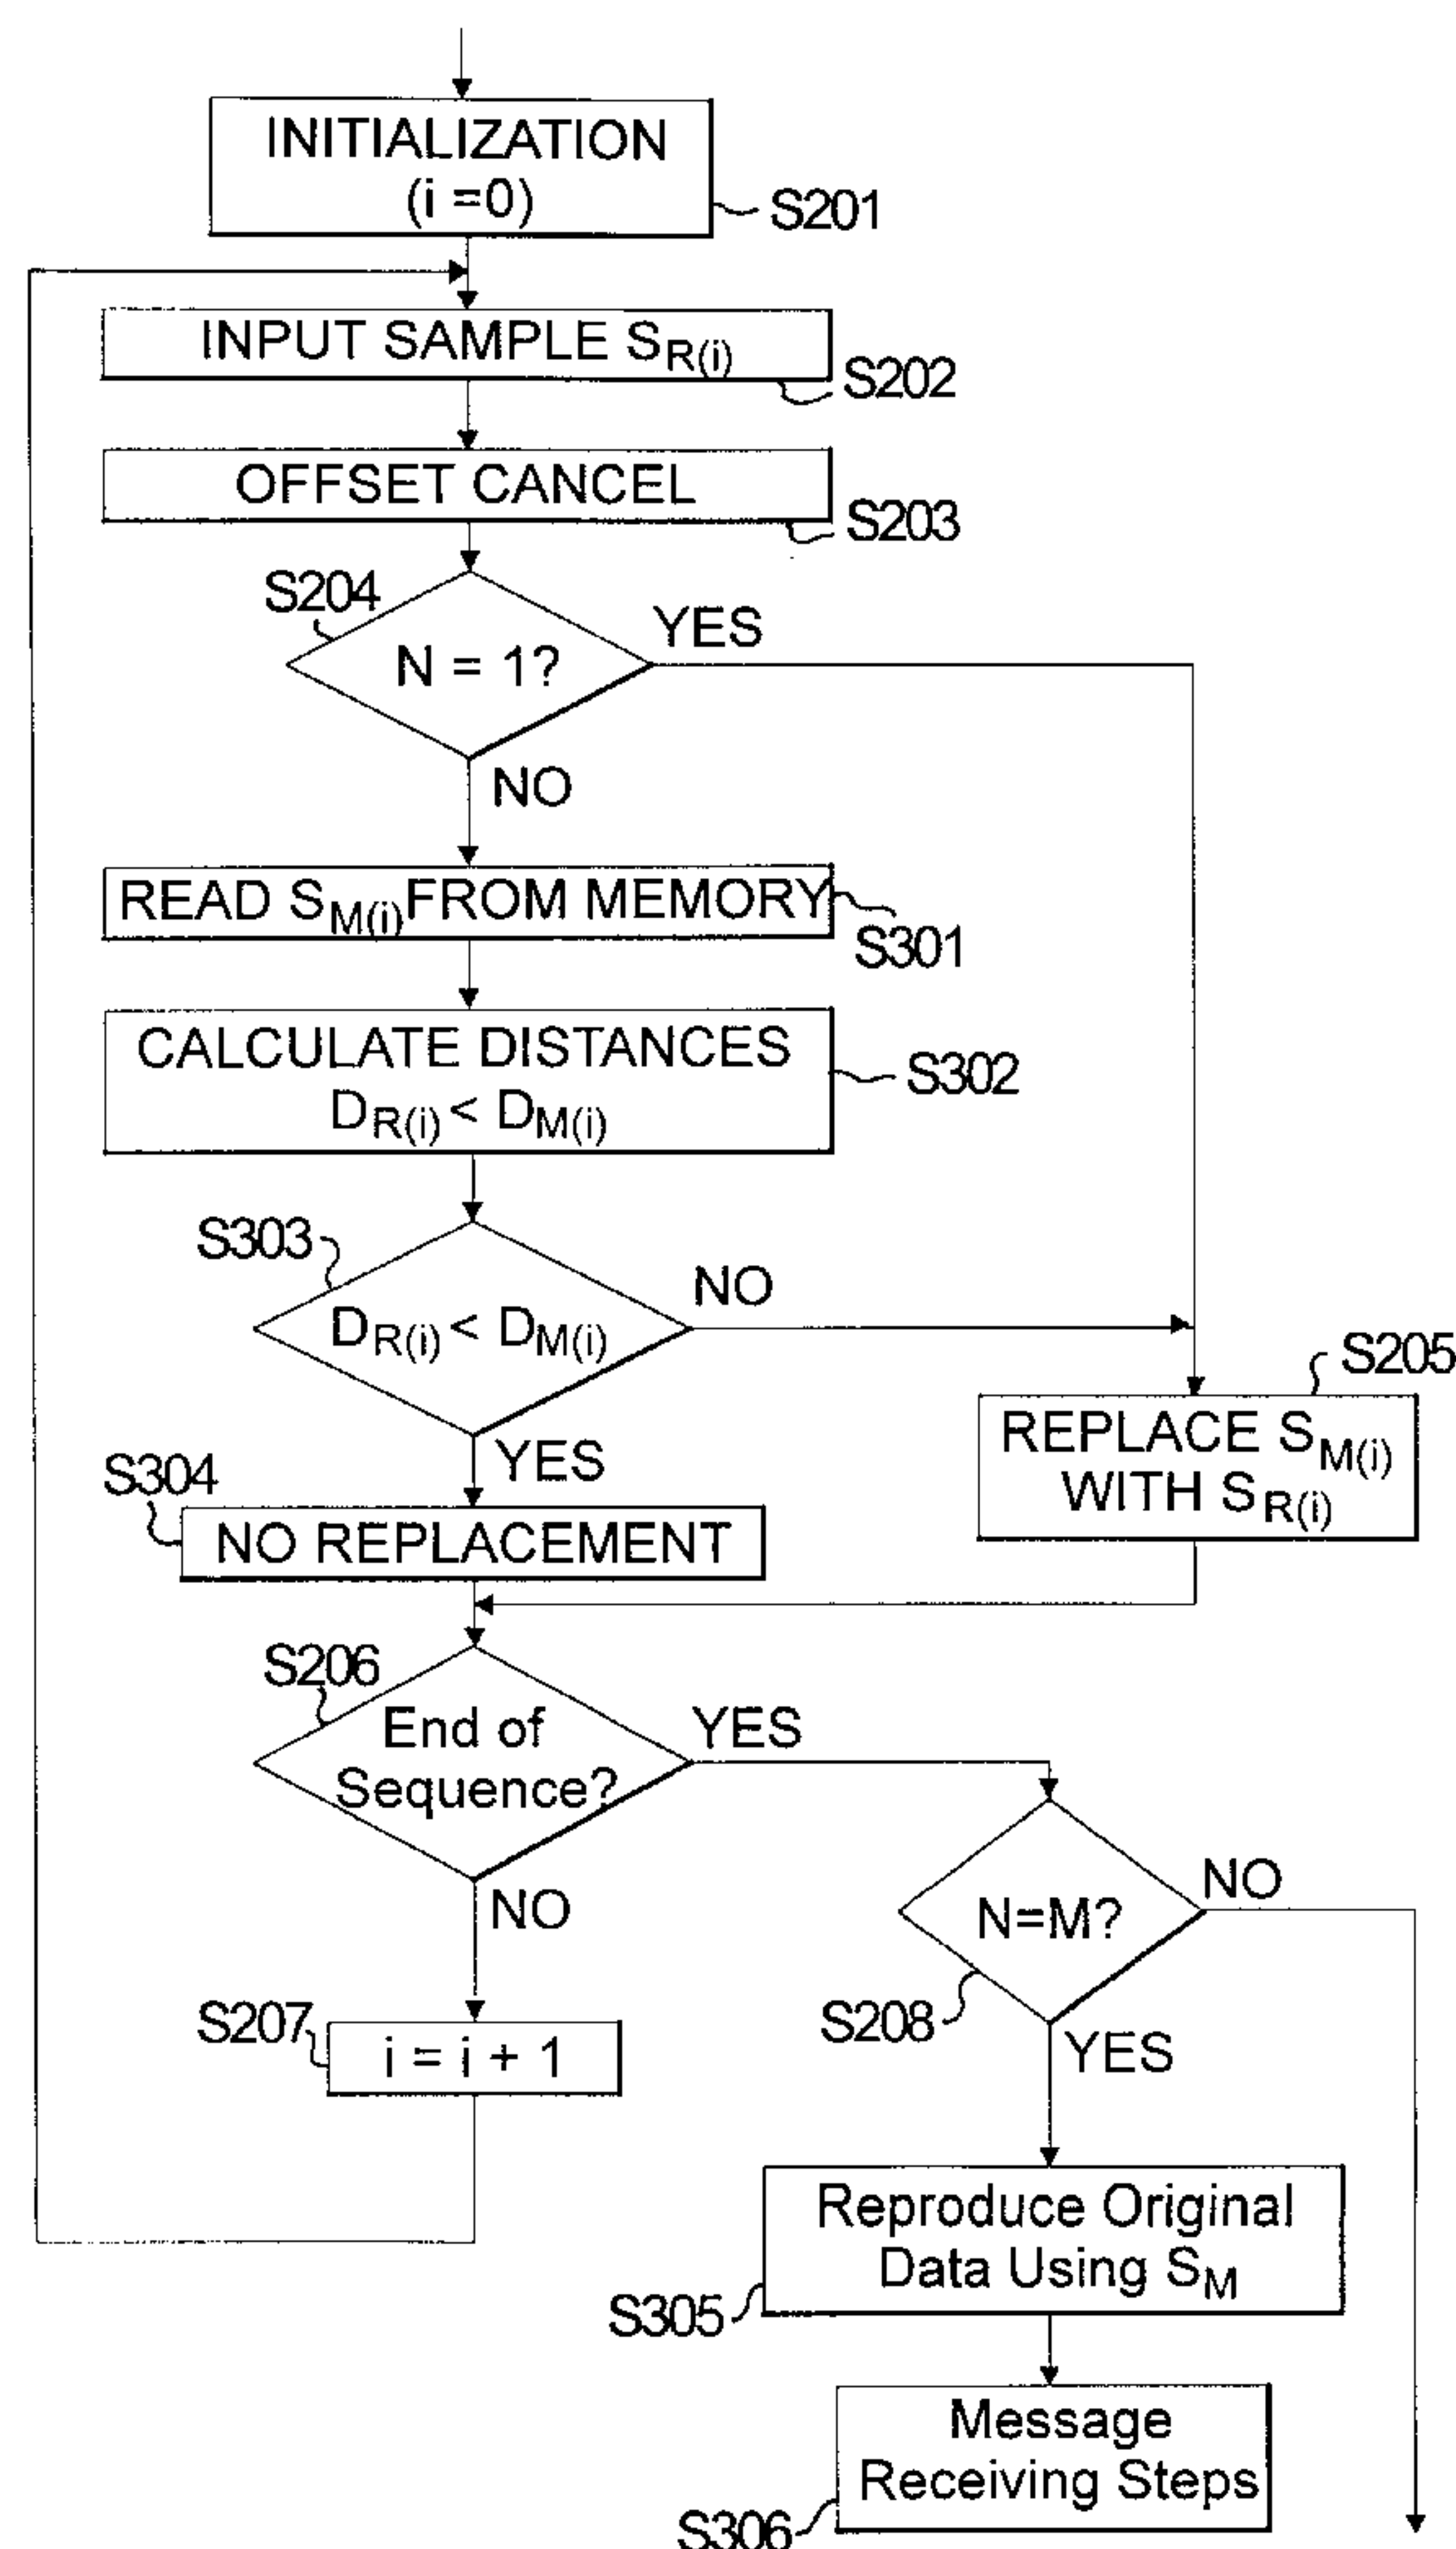 INITIALIZATION
(i =0)
S201
INPUT SAMPLE SR(i)
S202
OFFSET CANCEL
S203
S204
N = 1?
YES
NO
READ SM(i) FROM MEMORY
S301
CALCULATE DISTANCES
DR(i) < DM(i)
S302
S303
DR(i) < DM(i)
NO
YES
S205
REPLACE SM(i)
WITH SR(i)
S304
NO REPLACEMENT
S206
End of
Sequence?
YES
NO
N=M?
NO
S208
YES
S207
i = i + 1
Reproduce Original
Data Using SM
S305
Message
Receiving Steps
S306